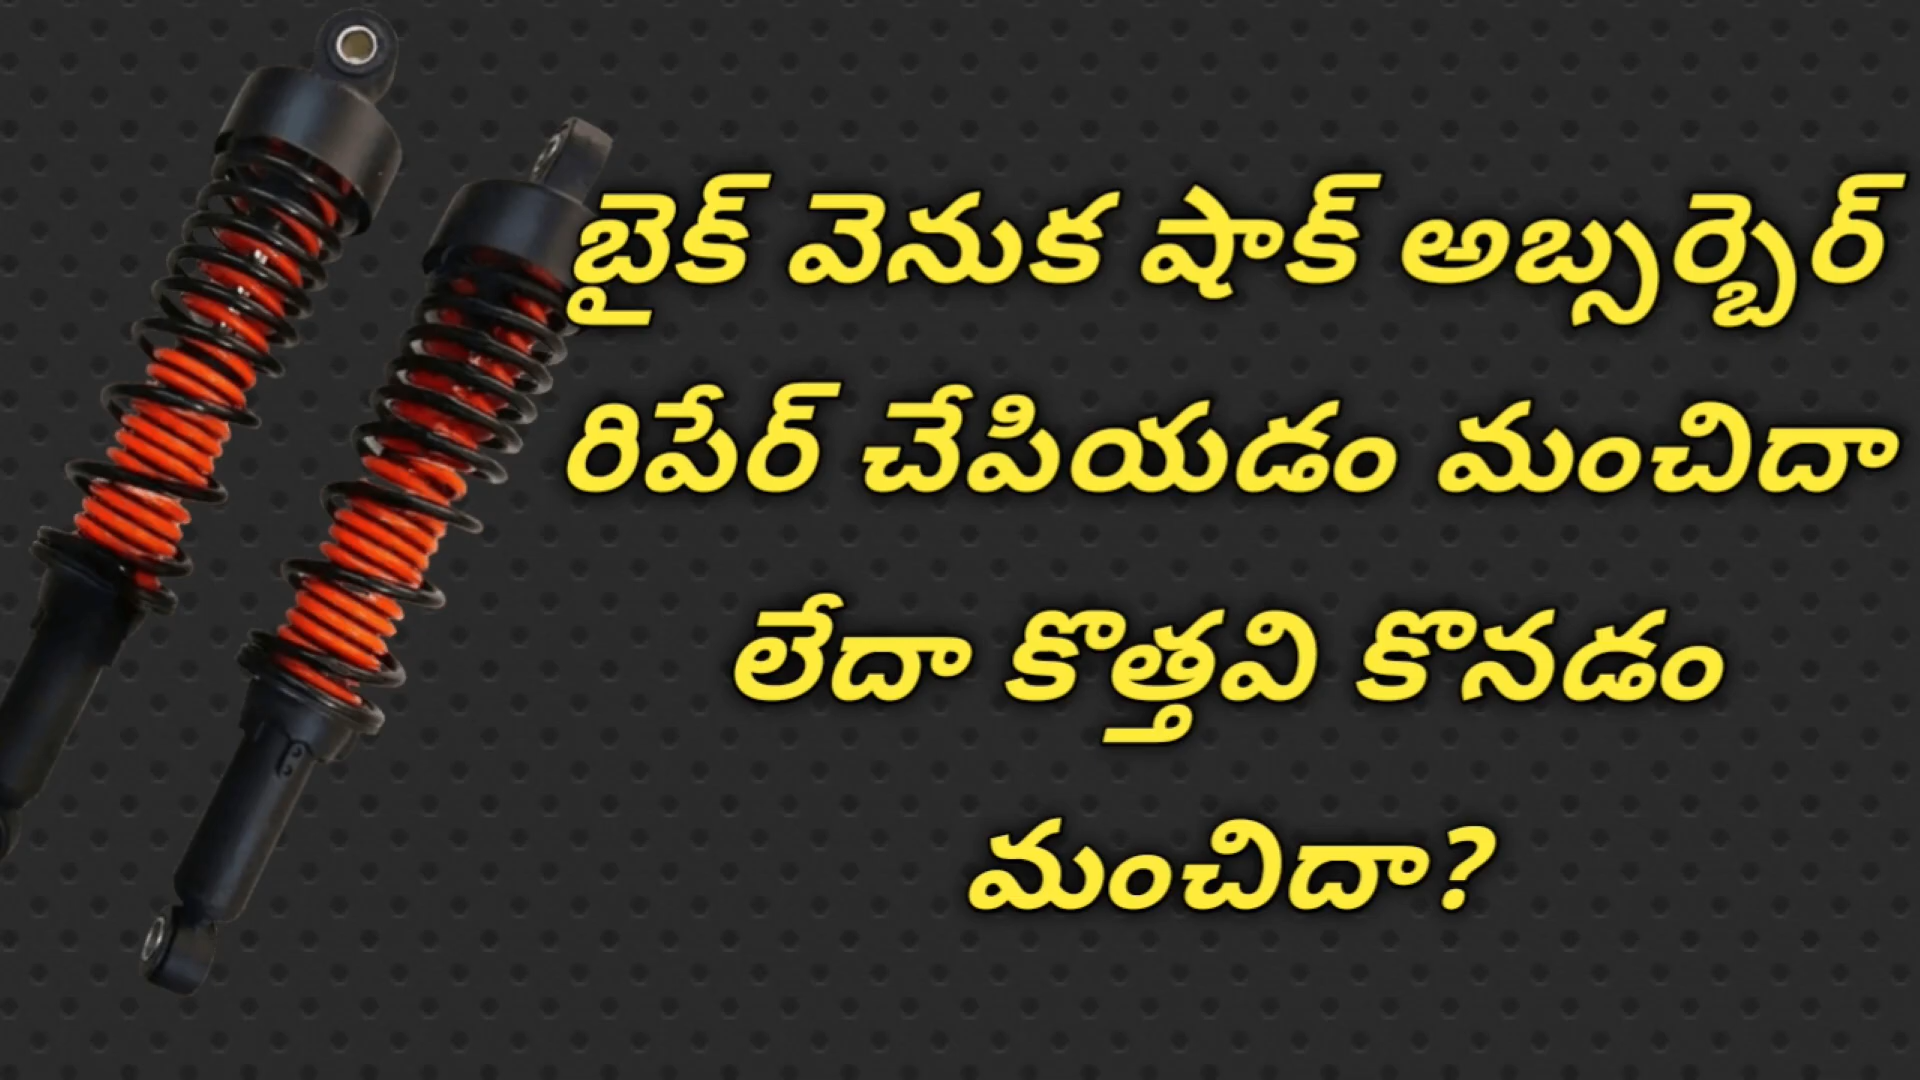 బైక్ వెనుక షాక్ అబ్సర్బెర్
రిపేర్ చేపియడం మంచిదా
లేదా కొత్తవి కొనడం
మంచిదా?